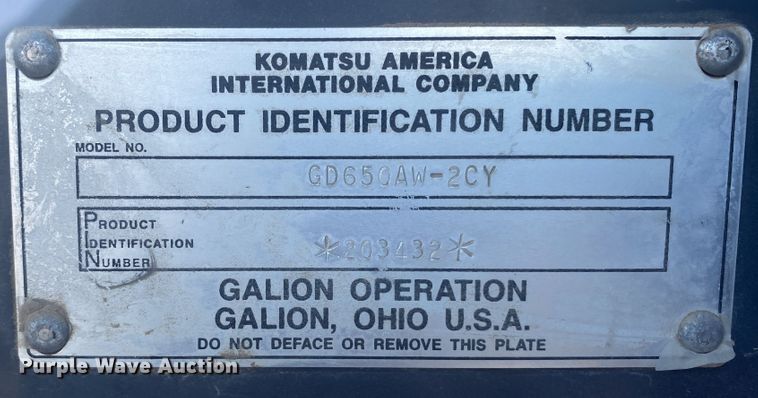 KOMATSU AMERICA
INTERNATIONAL COMPANY
PRODUCT IDENTIFICATION NUMBER
MODEL NO.
GD650AW-2CY
PRODUCT
IDENTIFICATION
NUMBER
*203432*
GALION OPERATION
GALION, OHIO U.S.A.
DO NOT DEFACE OR REMOVE THIS PLATE
Purple Wave Auction